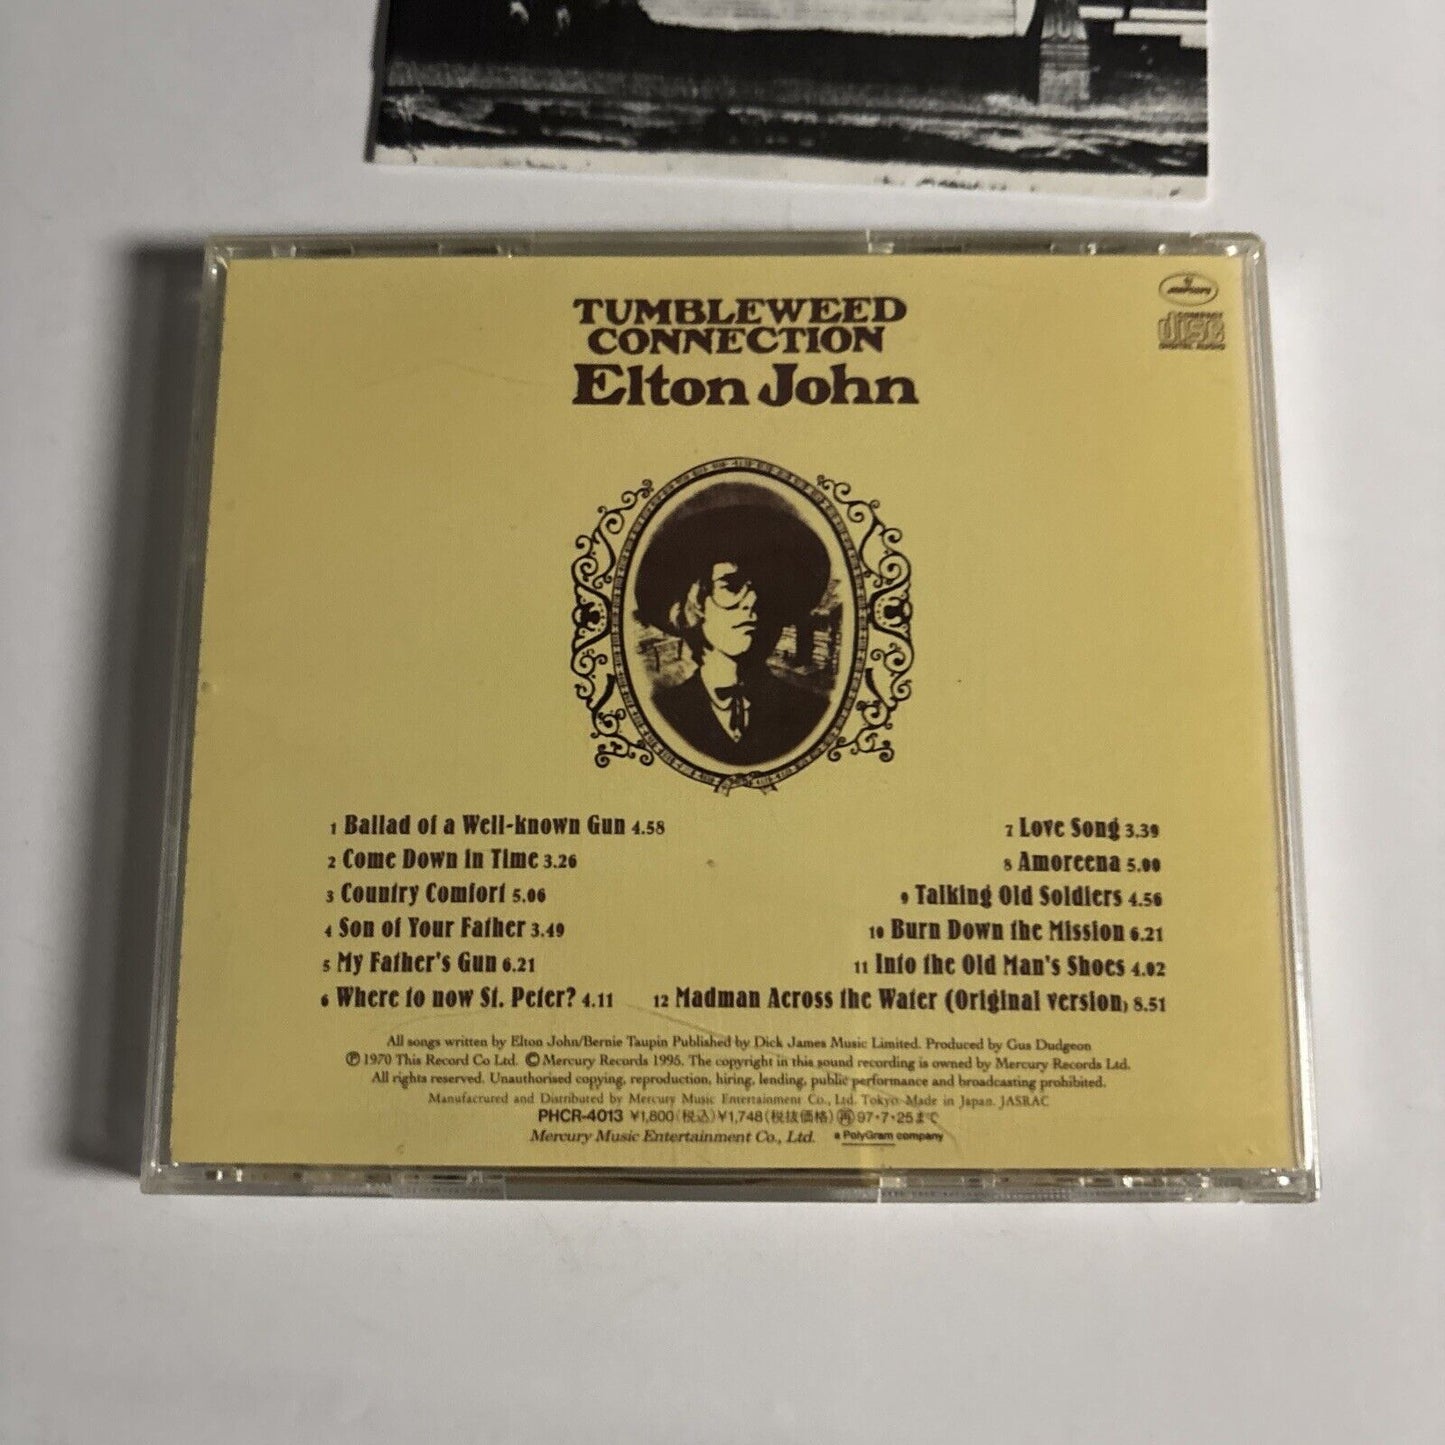 mercury
COMPACT
disc
DIGITAL AUDIO
TUMBLEWEED
CONNECTION
Elton John
1 Ballad of a Well-known Gun 4.58
2 Come Down in Time 3.26
3 Country Comfort 5.06
4 Son of Your Father 3.49
5 My Father's Gun 6.21
6 Where to now St. Peter? 4.11
7 Love Song 3.39
8 Amoreena 5.00
9 Talking Old Soldiers 4.56
10 Burn Down the Mission 6.21
11 Into the Old Man's Shoes 4.02
12 Madman Across the Water (Original version) 8.51
All songs written by Elton John/Bernie Taupin Published by Dick James Music Limited. Produced by Gus Dudgeon
Ⓟ 1970 This Record Co Ltd. © Mercury Records 1995. The copyright in this sound recording is owned by Mercury Records Ltd.
All rights reserved. Unauthorised copying, reproduction, hiring, lending, public performance and broadcasting prohibited.
Manufactured and Distributed by Mercury Music Entertainment Co., Ltd. Tokyo. Made in Japan. JASRAC
PHCR-4013 ¥1,800(税込)¥1,748(税抜価格)㊢97・7・25まで
Mercury Music Entertainment Co., Ltd. a PolyGram company